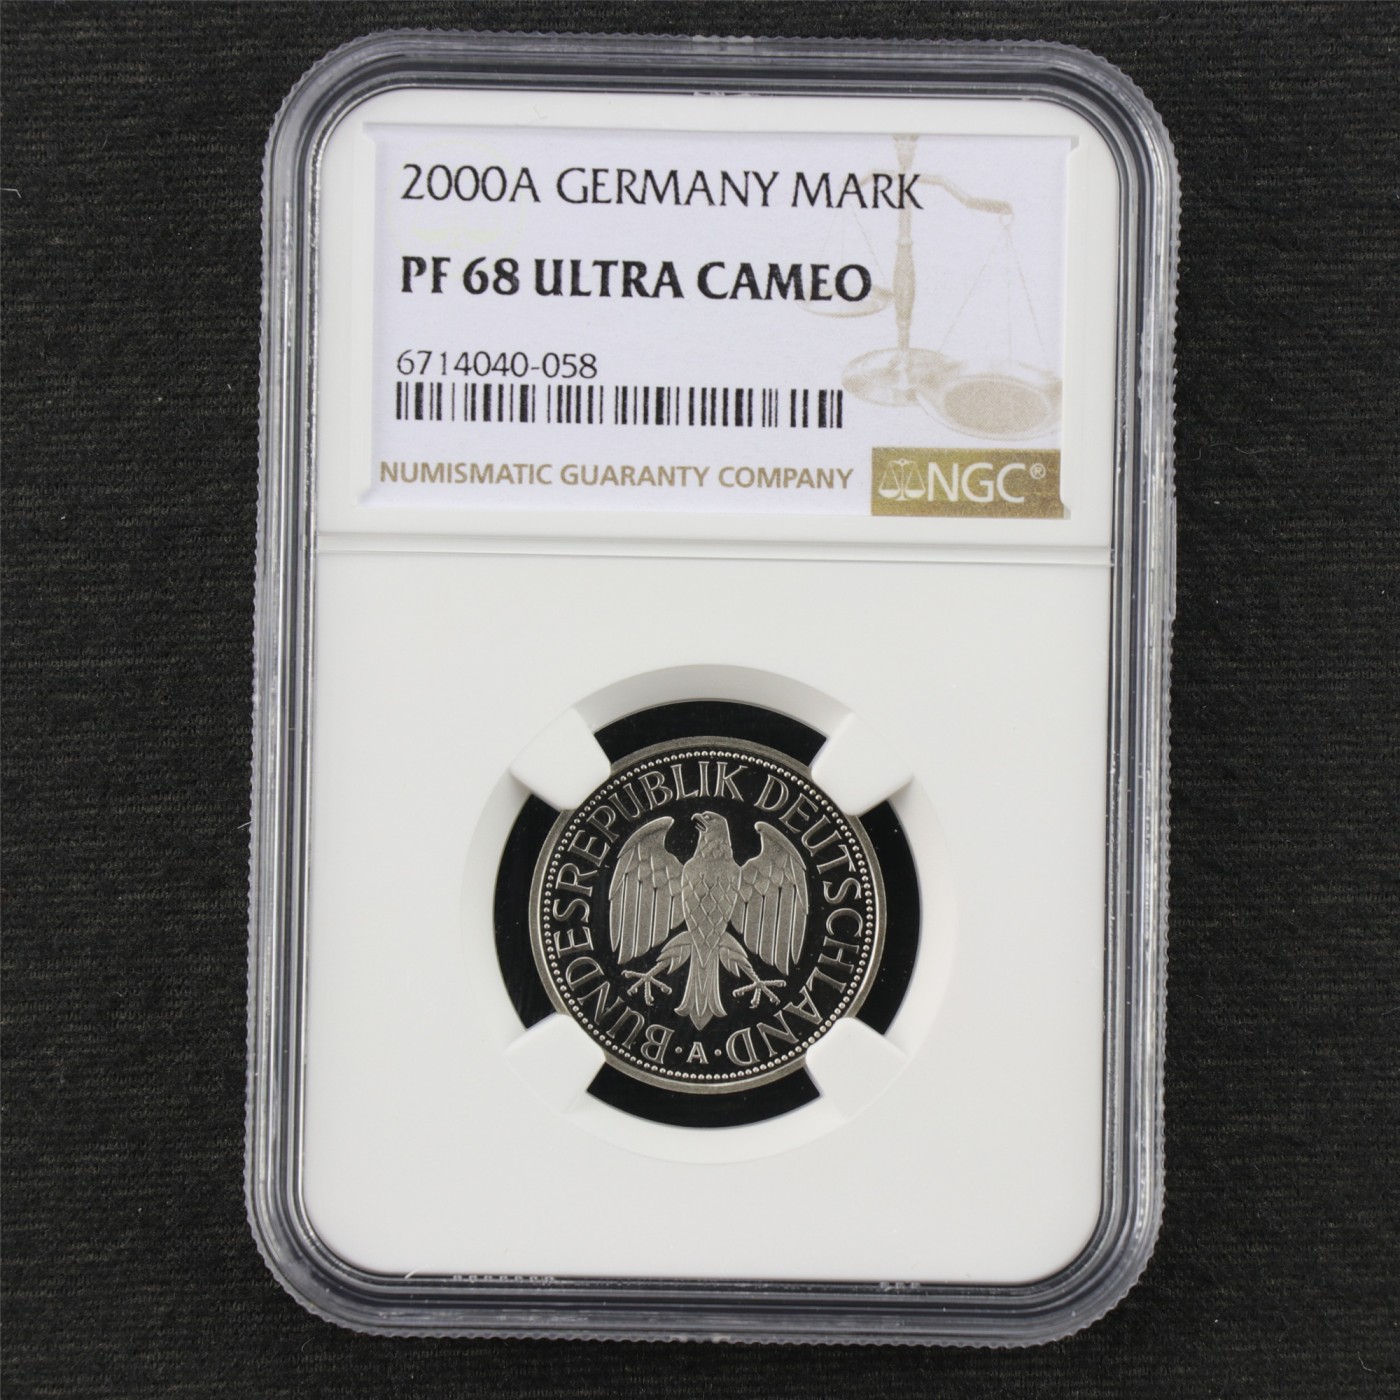 2000A GERMANY MARK
PF 68 ULTRA CAMEO
6714040-058
NUMISMATIC GUARANTY COMPANY
NGC®
BUNDESREPUBLIK DEUTSCHLAND
· A ·